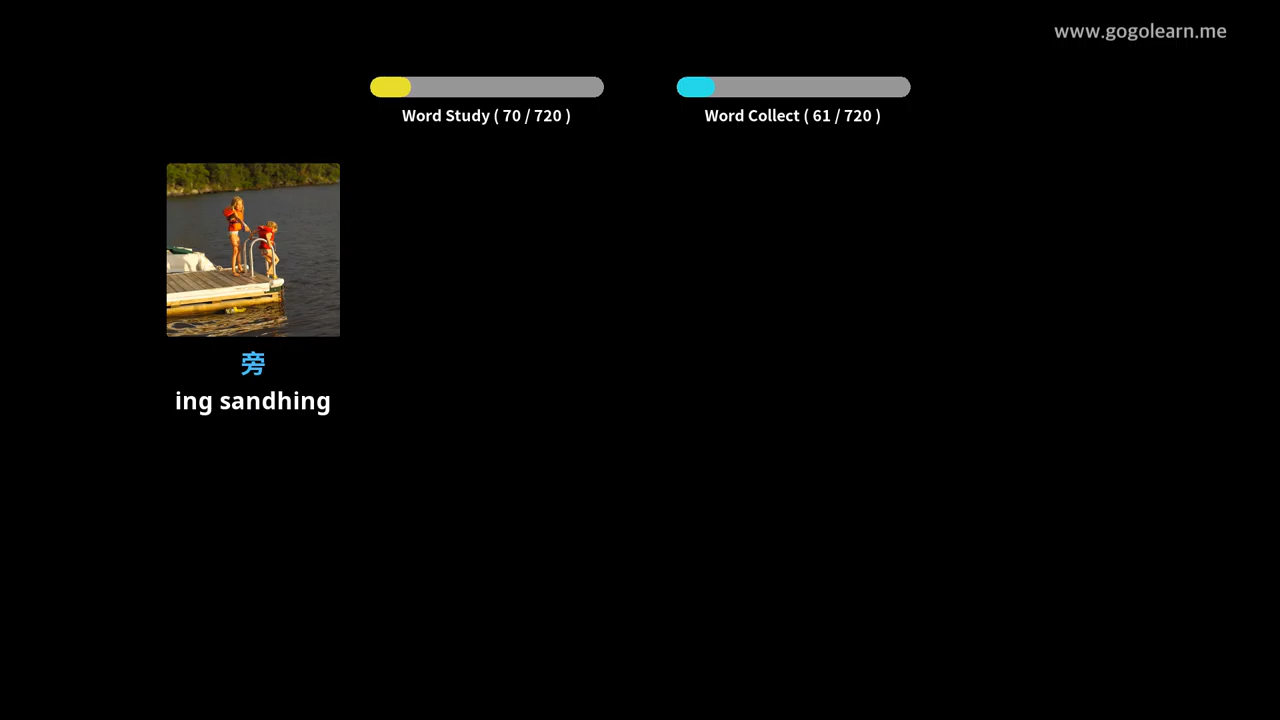 www.gogolearn.me
Word Study ( 70 / 720 )
Word Collect ( 61 / 720 )
旁
ing sandhing